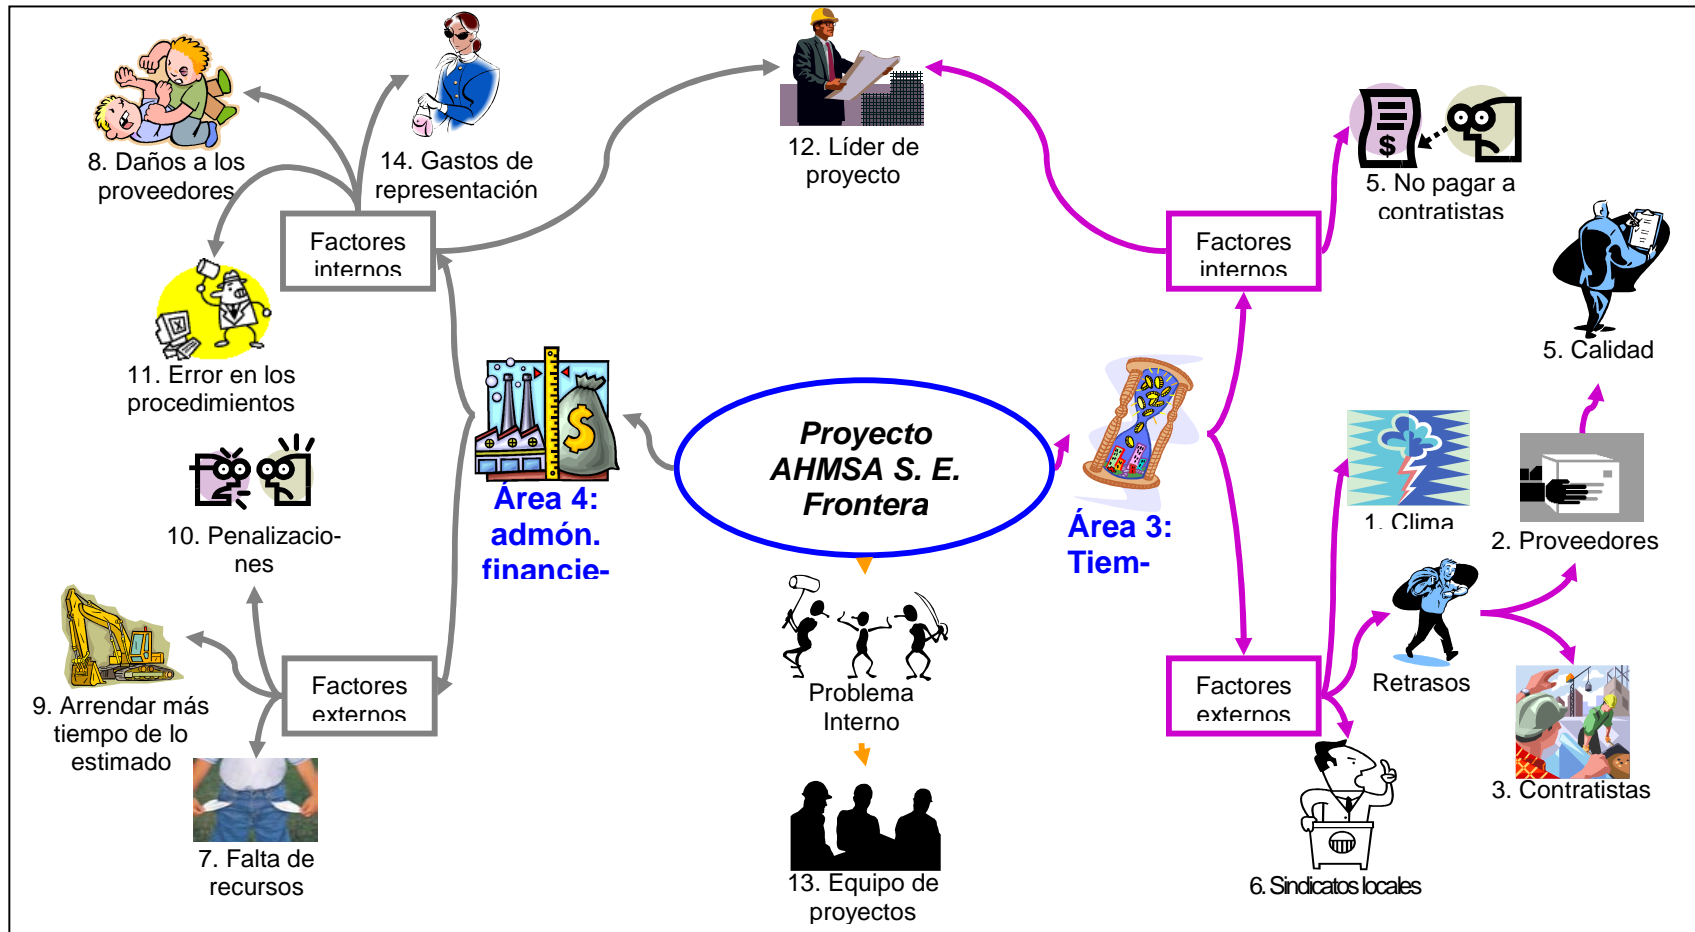 8. Daños a los
proveedores
14. Gastos de
representación
12. Líder de
proyecto
$
5. No pagar a
contratistas
Factores
internos
Factores
internos
11. Error en los
procedimientos
X
5. Calidad
$
Proyecto
AHMSA S. E.
Frontera
Área 4:
admón.
financie-
Área 3:
Tiem-
1. Clima
2. Proveedores
10. Penalizacio-
nes
Retrasos
Problema
Interno
Factores
externos
Factores
externos
9. Arrendar más
tiempo de lo
estimado
3. Contratistas
7. Falta de
recursos
13. Equipo de
proyectos
6. Sindicatos locales